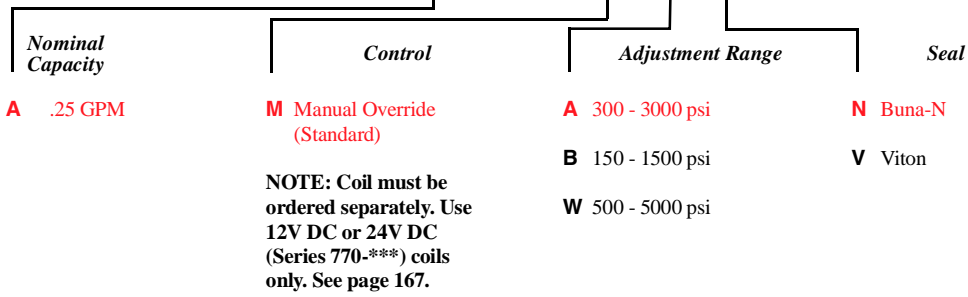 Nominal
Capacity
A .25 GPM
Control
M Manual Override
(Standard)
NOTE: Coil must be
ordered separately. Use
12V DC or 24V DC
(Series 770-***) coils
only. See page 167.
Adjustment Range
A 300 - 3000 psi
B 150 - 1500 psi
W 500 - 5000 psi
Seal
N Buna-N
V Viton